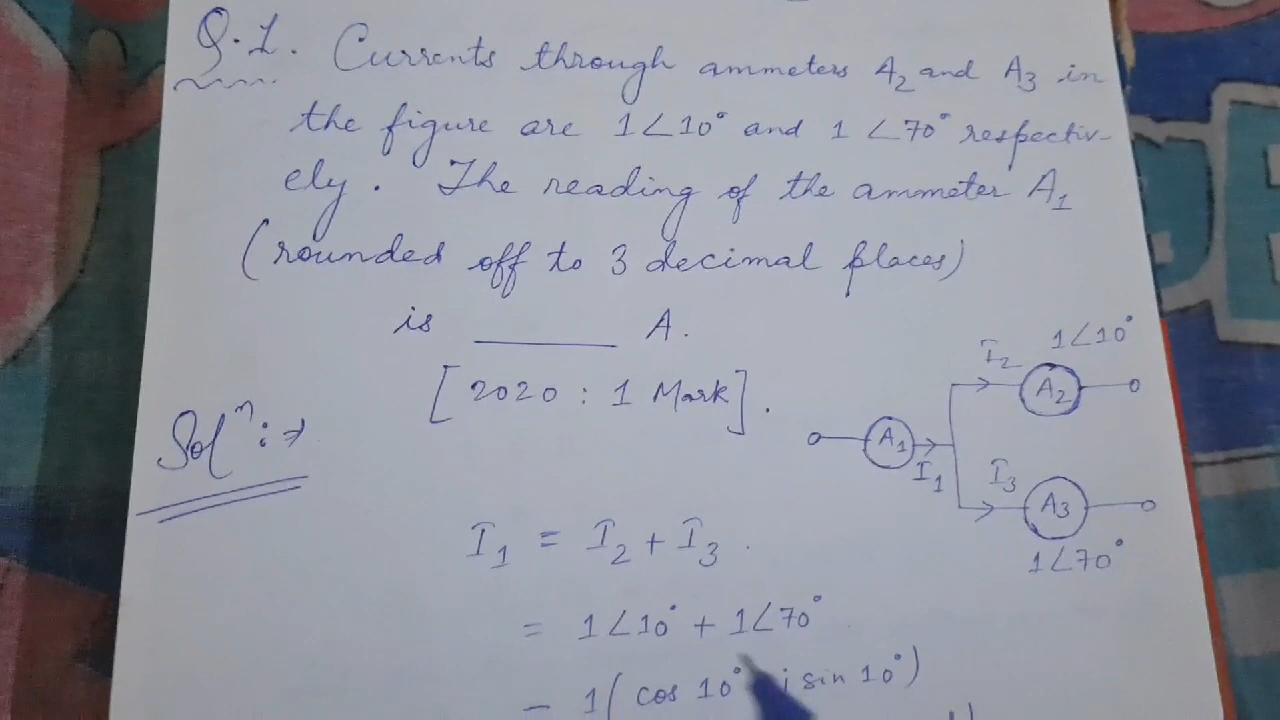 Q.1. Currents through ammeters A₂ and A₃ in
the figure are 1∠10° and 1∠70° respectiv-
ely. The reading of the ammeter A₁
(rounded off to 3 decimal places)
is ______ A.
[2020 : 1 Mark].
Solⁿ :→
I₂ 1∠10°
A₂
A₁
I₁
I₃
A₃
1∠70°
I₁ = I₂ + I₃.
= 1∠10° + 1∠70°
= 1( cos 10° j sin 10°)